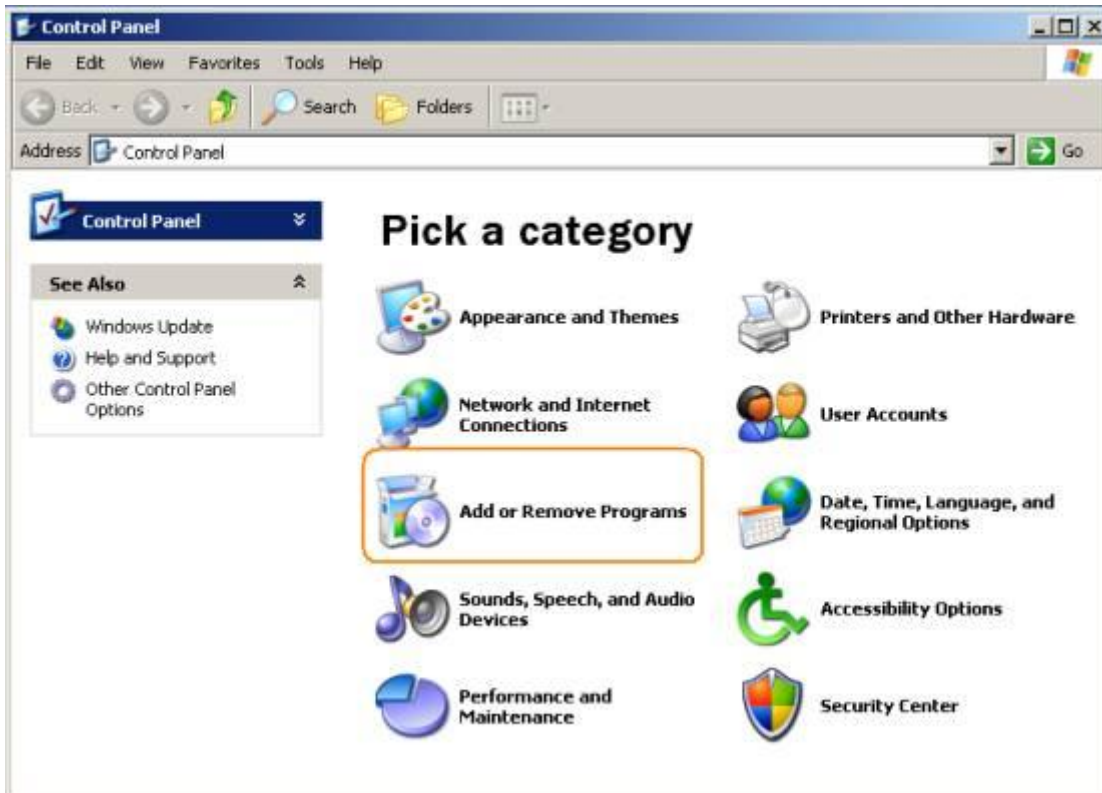 Control Panel
File Edit View Favorites Tools Help
Back Search Folders
Address Control Panel Go
Control Panel
See Also
Windows Update
Help and Support
Other Control Panel
Options
Pick a category
Appearance and Themes
Printers and Other Hardware
Network and Internet
Connections
User Accounts
Add or Remove Programs
Date, Time, Language, and
Regional Options
Sounds, Speech, and Audio
Devices
Accessibility Options
Performance and
Maintenance
Security Center